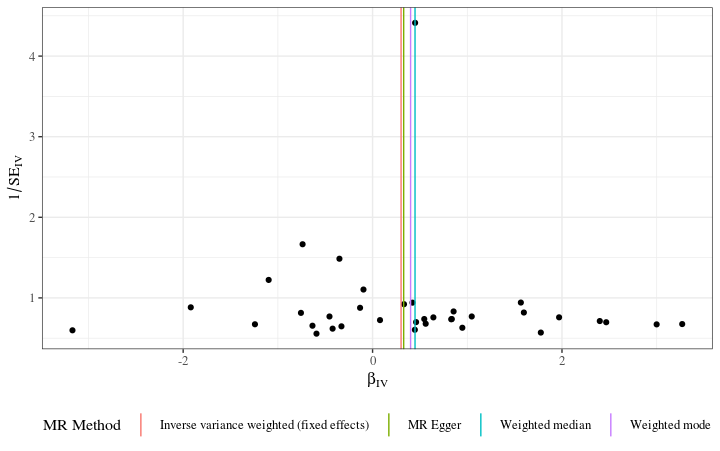 4
3
2
1
1/SE_IV
-2
0
2
β_IV
MR Method
Inverse variance weighted (fixed effects)
MR Egger
Weighted median
Weighted mode